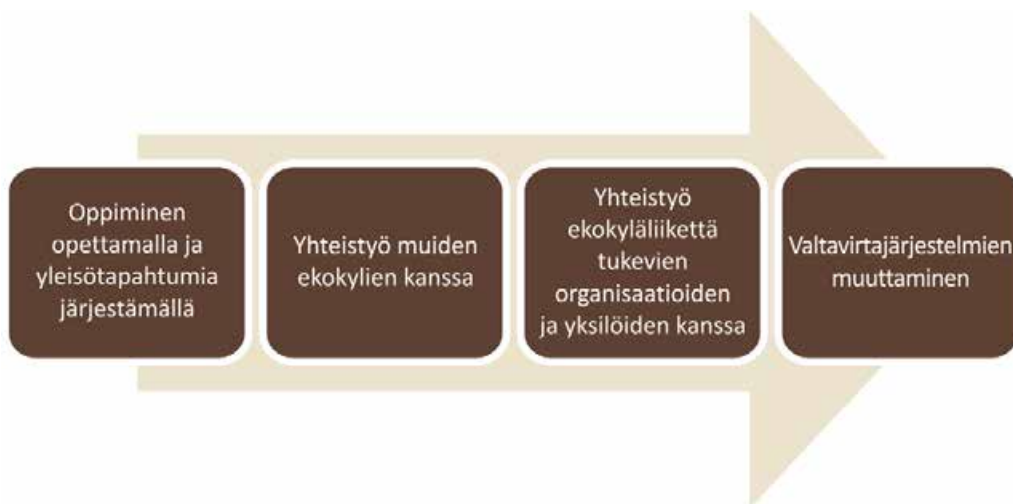 Oppiminen
opettamalla ja
yleisötapahtumia
järjestämällä
Yhteistyö muiden
ekokylien kanssa
Yhteistyö
ekokyläliikettä
tukevien
organisaatioiden
ja yksilöiden kanssa
Valtavirtajärjestelmien
muuttaminen